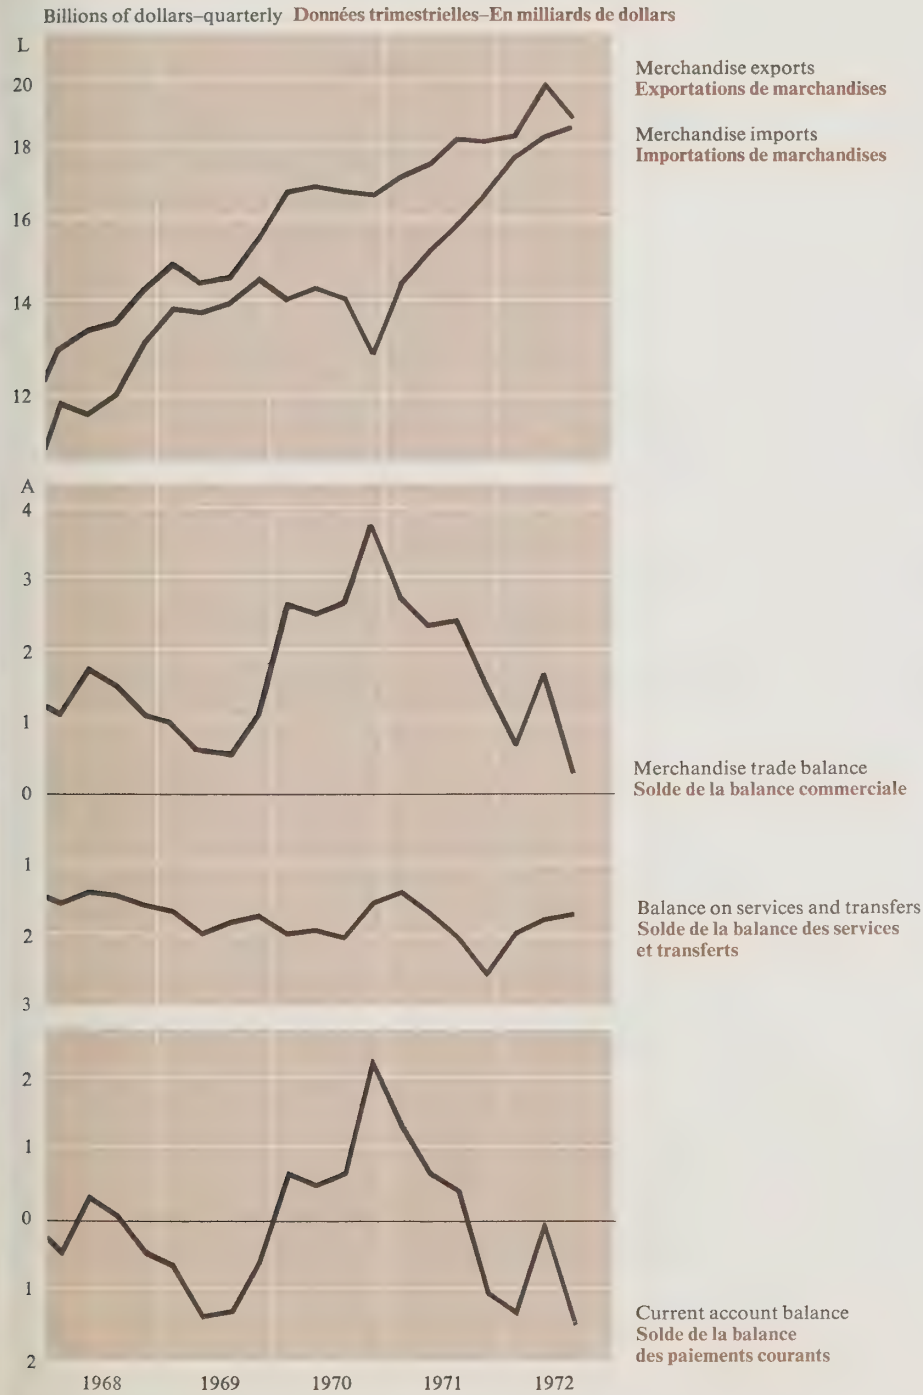 Billions of dollars–quarterly Données trimestrielles–En milliards de dollars
L
20
18
16
14
12
Merchandise exports
Exportations de marchandises
Merchandise imports
Importations de marchandises
A
4
3
2
1
0
1
2
3
Merchandise trade balance
Solde de la balance commerciale
Balance on services and transfers
Solde de la balance des services
et transferts
2
1
0
1
2
Current account balance
Solde de la balance
des paiements courants
1968 1969 1970 1971 1972